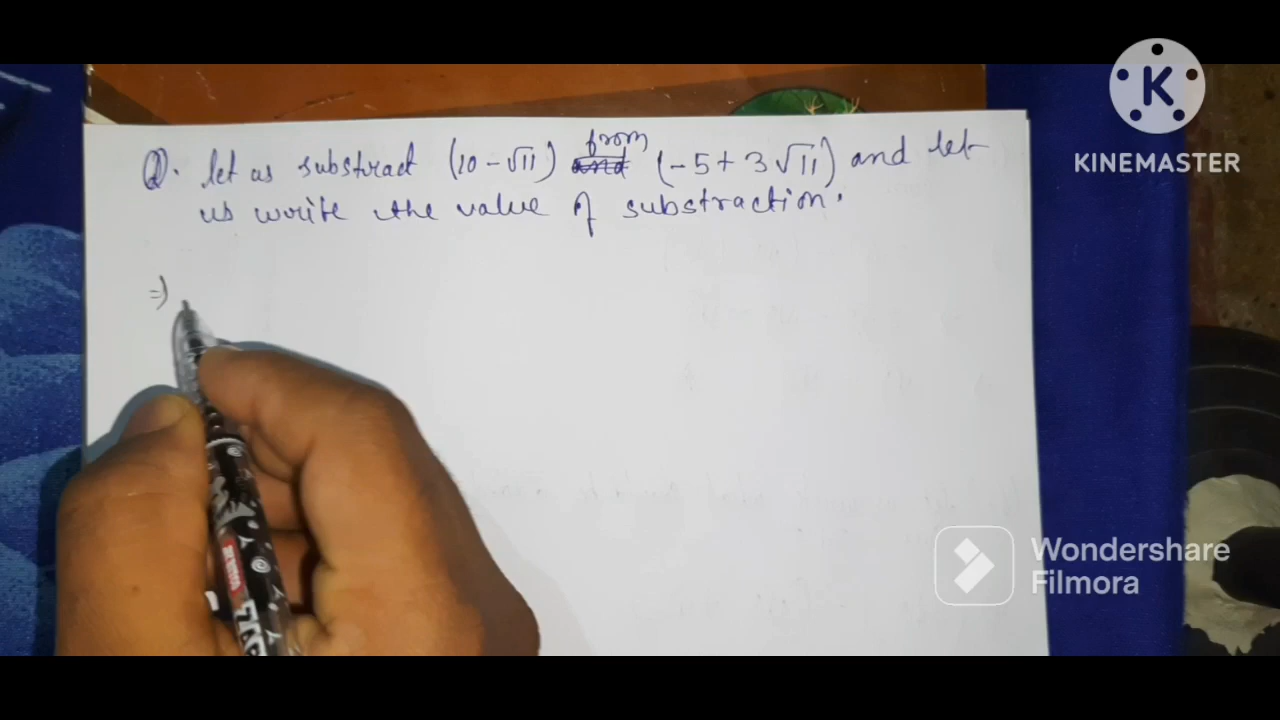 Q. let us substract (10 - √11) from (-5 + 3√11) and let
us write the value of substraction.
=)
K
KINEMASTER
Wondershare
Filmora